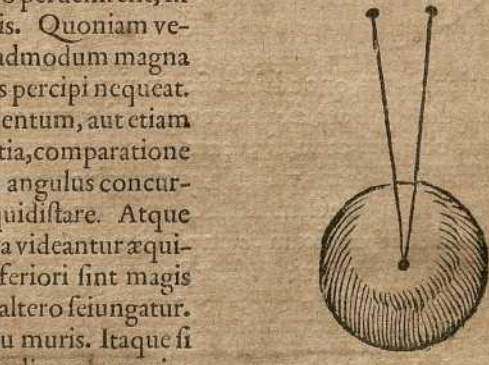 is. Quoniam ve-
admodum magna
s percipi nequeat.
entum, aut etiam
tia, comparatione
angulus concur-
quidiſtare. Atque
a videantur æqui-
feriori ſint magis
altero ſeiungatur.
u muris. Itaque ſi